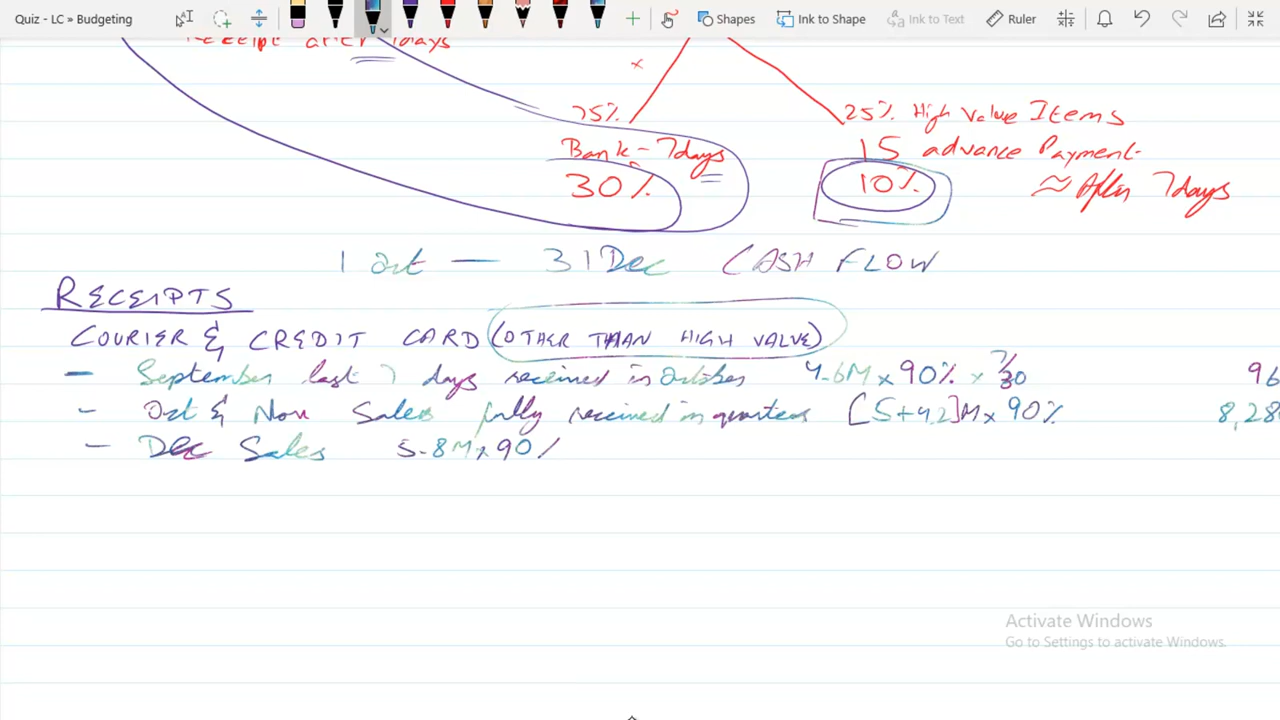 Quiz - LC » Budgeting
Shapes
Ink to Shape
Ink to Text
Ruler
Receipt after 7days
75%
25% High Value Items
Bank - 7days
15 advance Payment
30%
10%
≈ After 7days
1 Oct — 31 Dec CASH FLOW
RECEIPTS
COURIER & CREDIT CARD (OTHER THAN HIGH VALUE)
- September last 7 days received in October 4.6M x 90% x 7/30 96
- Oct & Nov Sales fully received in quarter [5+4.2]M x 90% 8,28
- Dec Sales 5.8M x 90%
Activate Windows
Go to Settings to activate Windows.